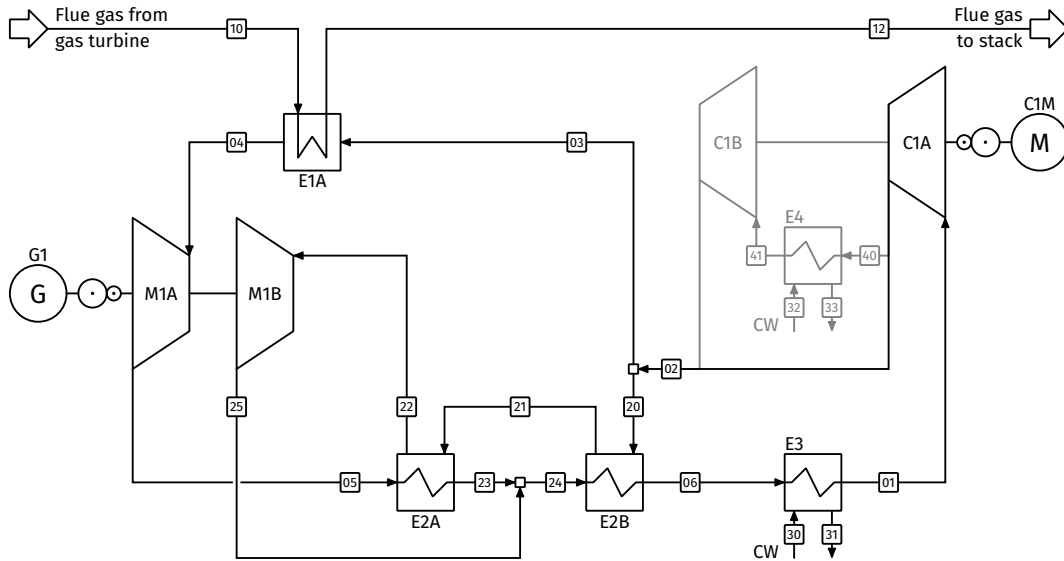 Flue gas from
gas turbine
10
12
Flue gas
to stack
C1M
M
C1B
C1A
04
03
E1A
E4
41
40
G1
G
M1A
M1B
32
33
CW
02
25
22
21
20
E3
05
23
24
06
01
E2A
E2B
30
31
CW